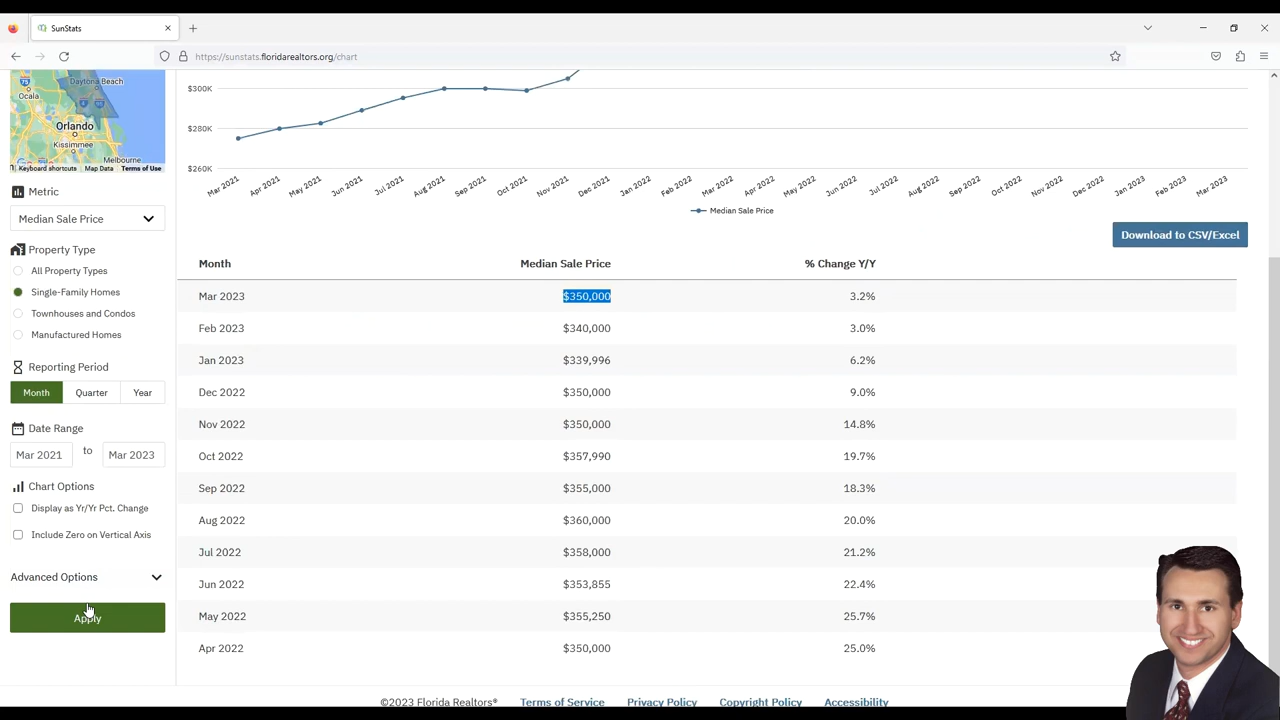 SunStats
https://sunstats.floridarealtors.org/chart
Daytona Beach
Ocala
Orlando
Kissimmee
Melbourne
Keyboard shortcuts Map Data Terms of Use
Metric
Median Sale Price
Property Type
All Property Types
Single-Family Homes
Townhouses and Condos
Manufactured Homes
Reporting Period
Month Quarter Year
Date Range
Mar 2021 to Mar 2023
Chart Options
Display as Yr/Yr Pct. Change
Include Zero on Vertical Axis
Advanced Options
Apply
$300K
$280K
$260K
Mar 2021 Apr 2021 May 2021 Jun 2021 Jul 2021 Aug 2021 Sep 2021 Oct 2021 Nov 2021 Dec 2021 Jan 2022 Feb 2022 Mar 2022 Apr 2022 May 2022 Jun 2022 Jul 2022 Aug 2022 Sep 2022 Oct 2022 Nov 2022 Dec 2022 Jan 2023 Feb 2023 Mar 2023
Median Sale Price
Download to CSV/Excel
Month Median Sale Price % Change Y/Y
Mar 2023 $350,000 3.2%
Feb 2023 $340,000 3.0%
Jan 2023 $339,996 6.2%
Dec 2022 $350,000 9.0%
Nov 2022 $350,000 14.8%
Oct 2022 $357,990 19.7%
Sep 2022 $355,000 18.3%
Aug 2022 $360,000 20.0%
Jul 2022 $358,000 21.2%
Jun 2022 $353,855 22.4%
May 2022 $355,250 25.7%
Apr 2022 $350,000 25.0%
©2023 Florida Realtors® Terms of Service Privacy Policy Copyright Policy Accessibility